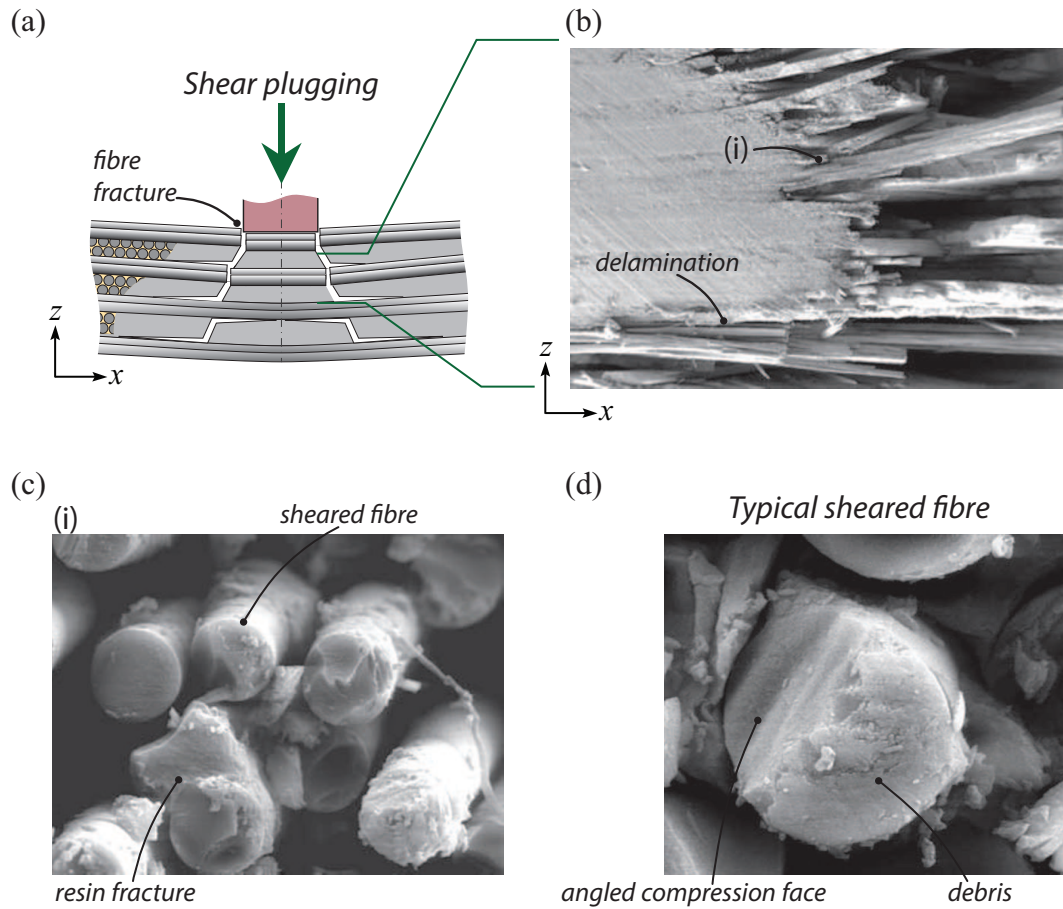 (a)
Shear plugging
fibre
fracture
z
x
(b)
(i)
delamination
z
x
(c)
(i)
sheared fibre
resin fracture
(d)
Typical sheared fibre
angled compression face
debris